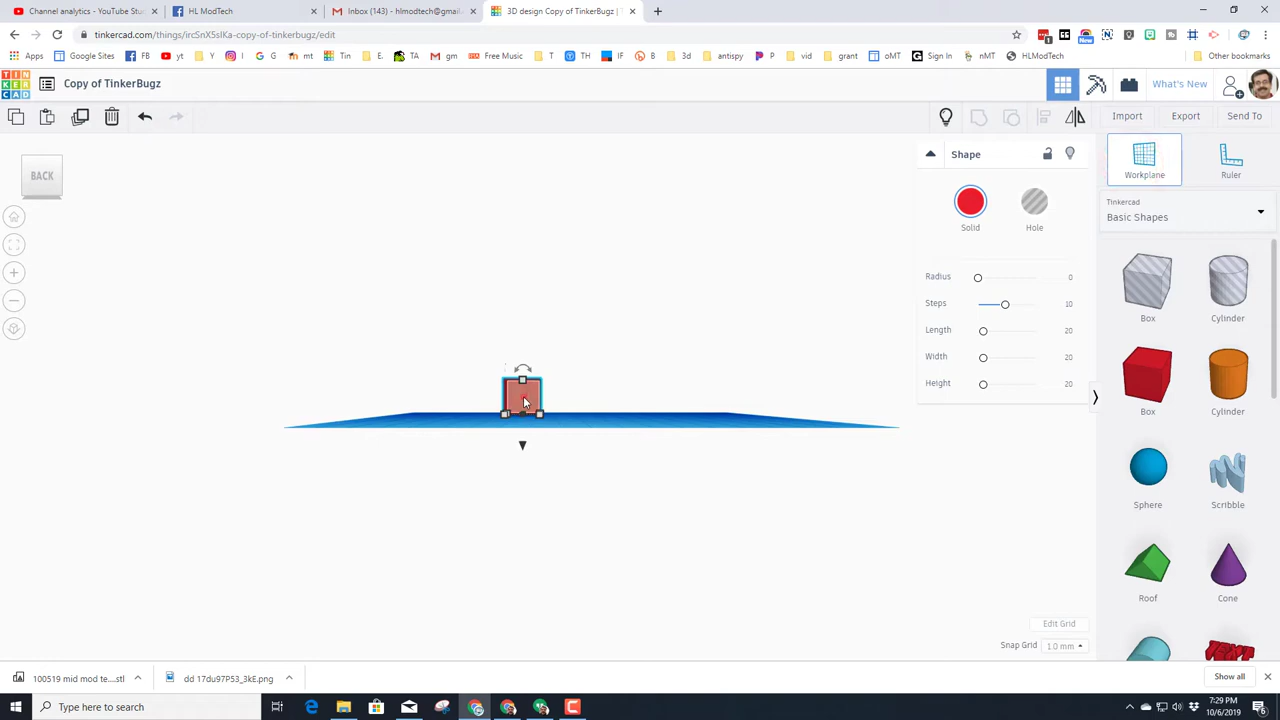 Channel analytics - YouTube Stu
HL ModTech
Inbox (143) - hlmodtech@gmail.c
3D design Copy of TinkerBugz |
tinkercad.com/things/ircSnX5sIKa-copy-of-tinkerbugz/edit
Apps
Google Sites
FB
yt
V
I
G
G
TA
gm
Free Music
T
TH
IF
B
3d
antispy
P
vid
grant
oMT
Sign In
nMT
HLModTech
Other bookmarks
TIN
KER
CAD
Copy of TinkerBugz
What's New
Import
Export
Send To
BACK
Shape
Solid
Hole
Radius 0
Steps 10
Length 20
Width 20
Height 20
Workplane
Ruler
Tinkercad
Basic Shapes
Box
Cylinder
Box
Cylinder
Sphere
Scribble
Roof
Cone
TEXT
Edit Grid
Snap Grid 1.0 mm
100519 mid mod te....stl
dd 17du97P53_3kE.png
Show all
Type here to search
7:29 PM
10/6/2019